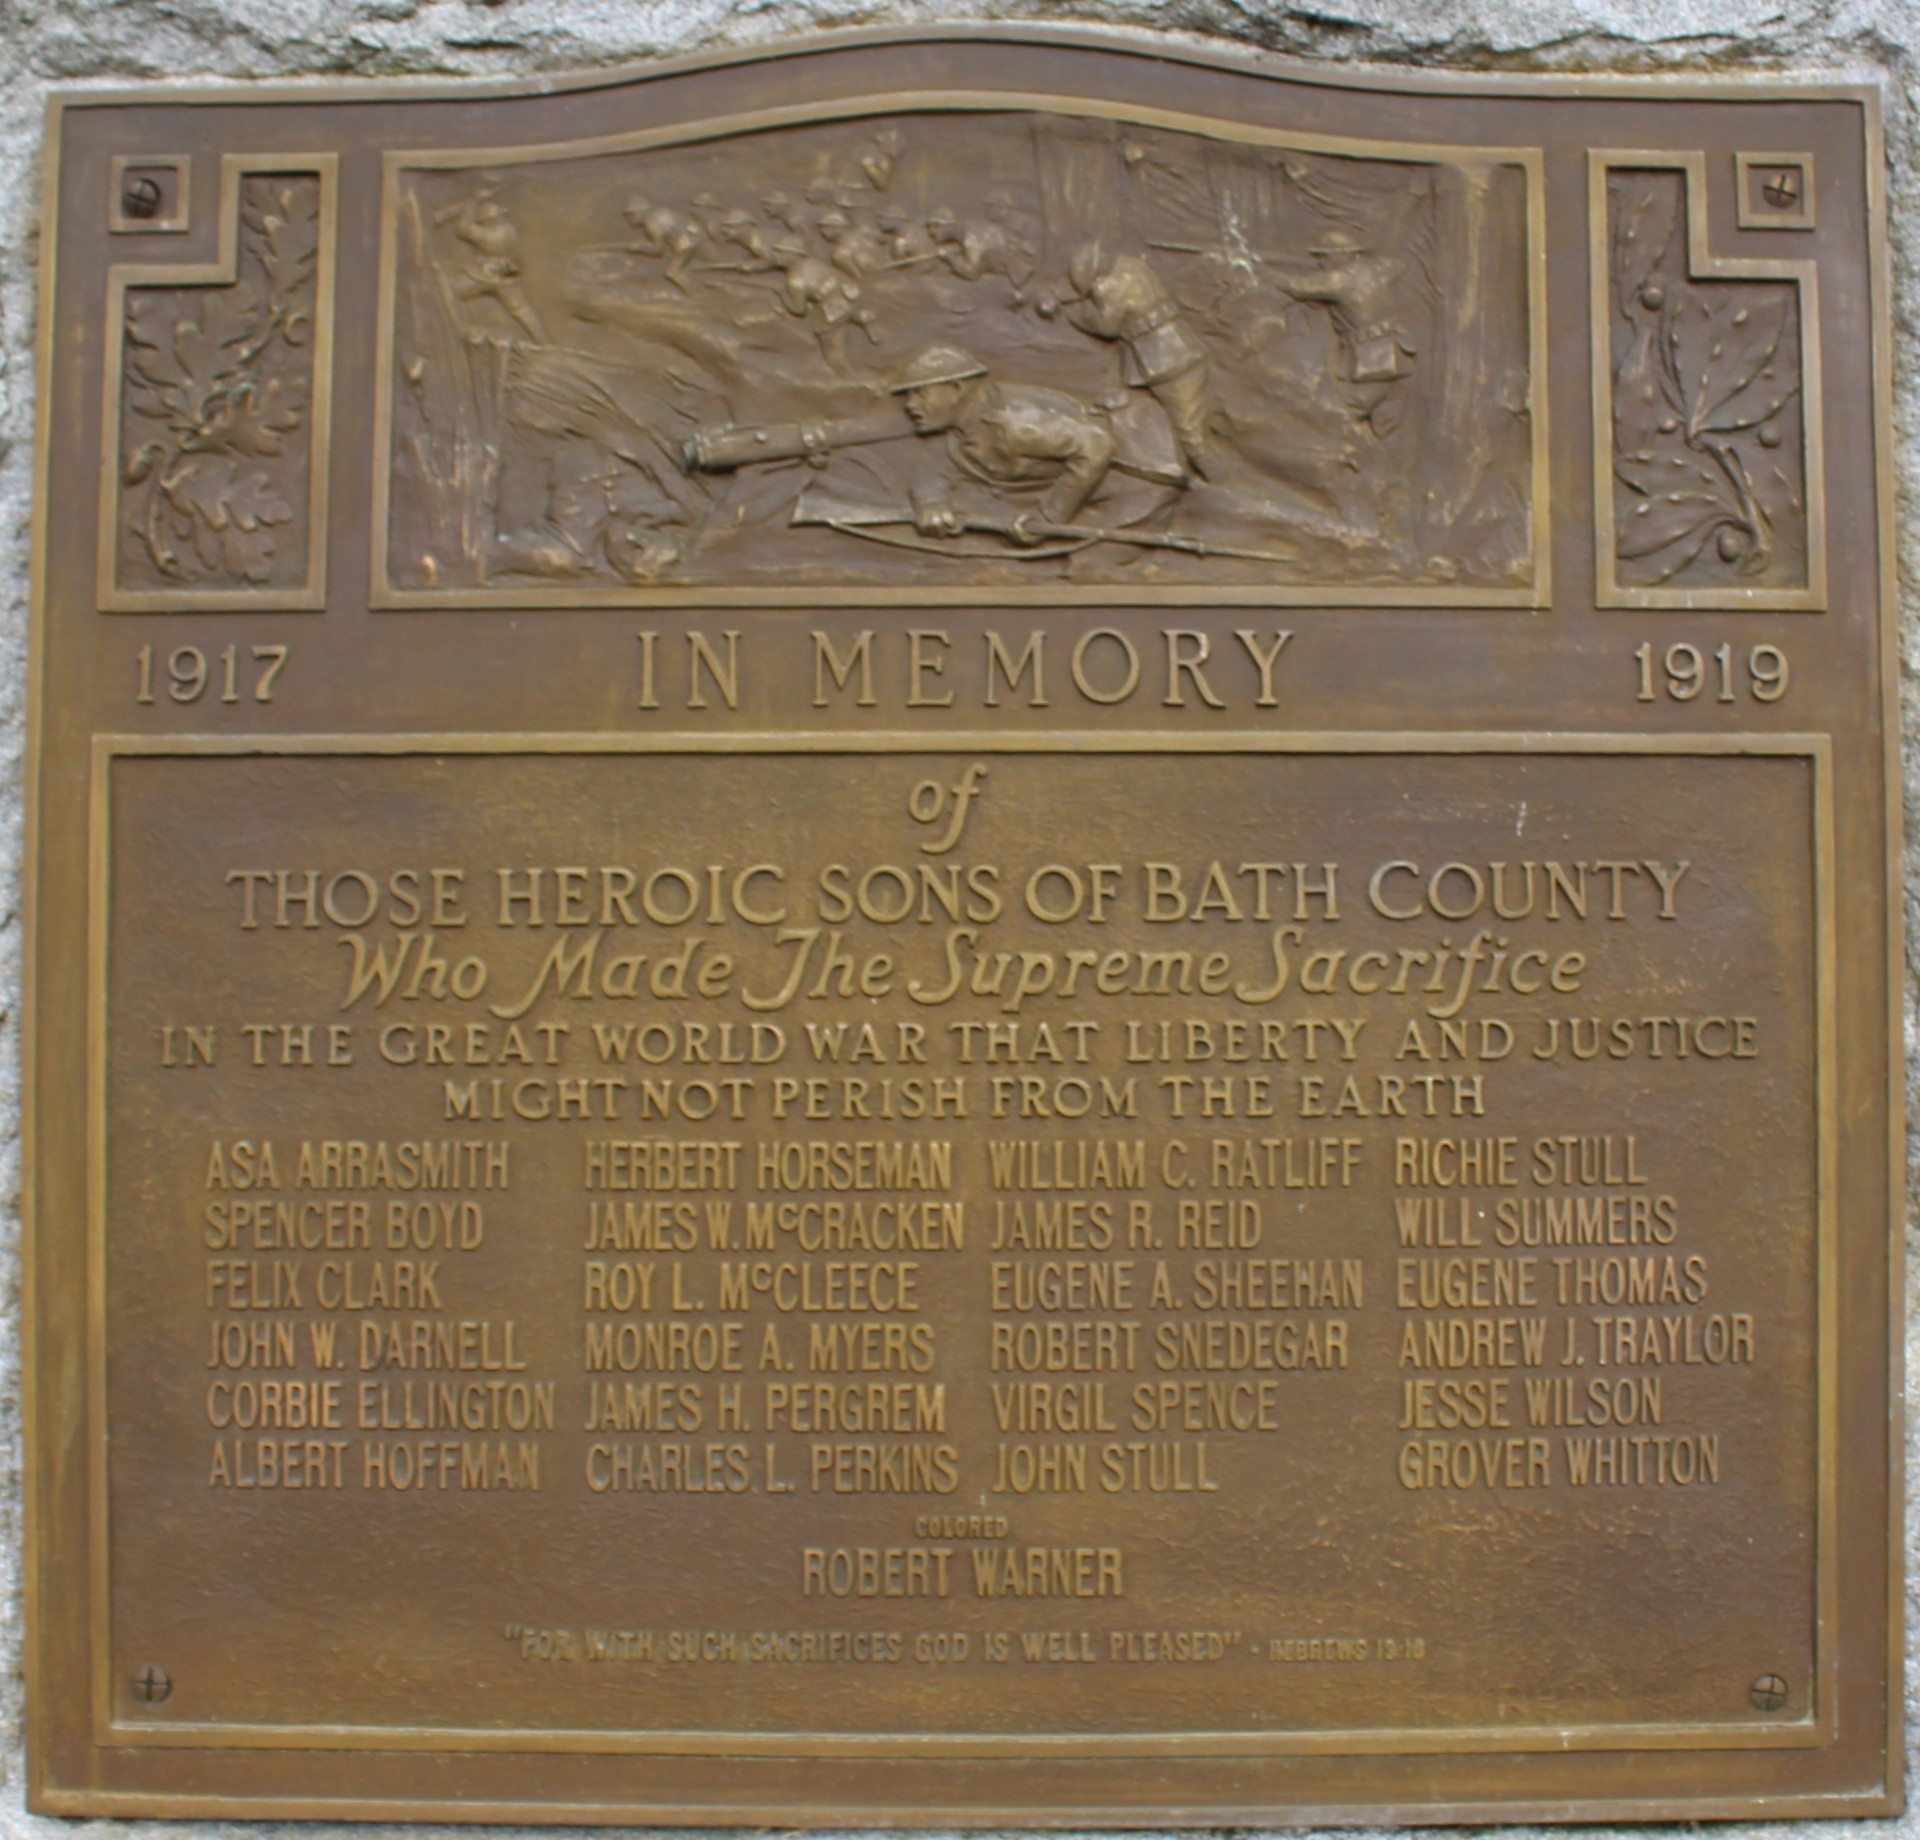 1917 IN MEMORY 1919
of
THOSE HEROIC SONS OF BATH COUNTY
Who Made The Supreme Sacrifice
IN THE GREAT WORLD WAR THAT LIBERTY AND JUSTICE
MIGHT NOT PERISH FROM THE EARTH
ASA ARRASMITH HERBERT HORSEMAN WILLIAM C. RATLIFF RICHIE STULL
SPENCER BOYD JAMES W. McCRACKEN JAMES R. REID WILL SUMMERS
FELIX CLARK ROY L. McCLEECE EUGENE A. SHEEHAN EUGENE THOMAS
JOHN W. DARNELL MONROE A. MYERS ROBERT SNEDEGAR ANDREW J. TRAYLOR
CORBIE ELLINGTON JAMES H. PERGREM VIRGIL SPENCE JESSE WILSON
ALBERT HOFFMAN CHARLES L. PERKINS JOHN STULL GROVER WHITTON
COLORED
ROBERT WARNER
"FOR WITH SUCH SACRIFICES GOD IS WELL PLEASED" - HEBREWS 13:16